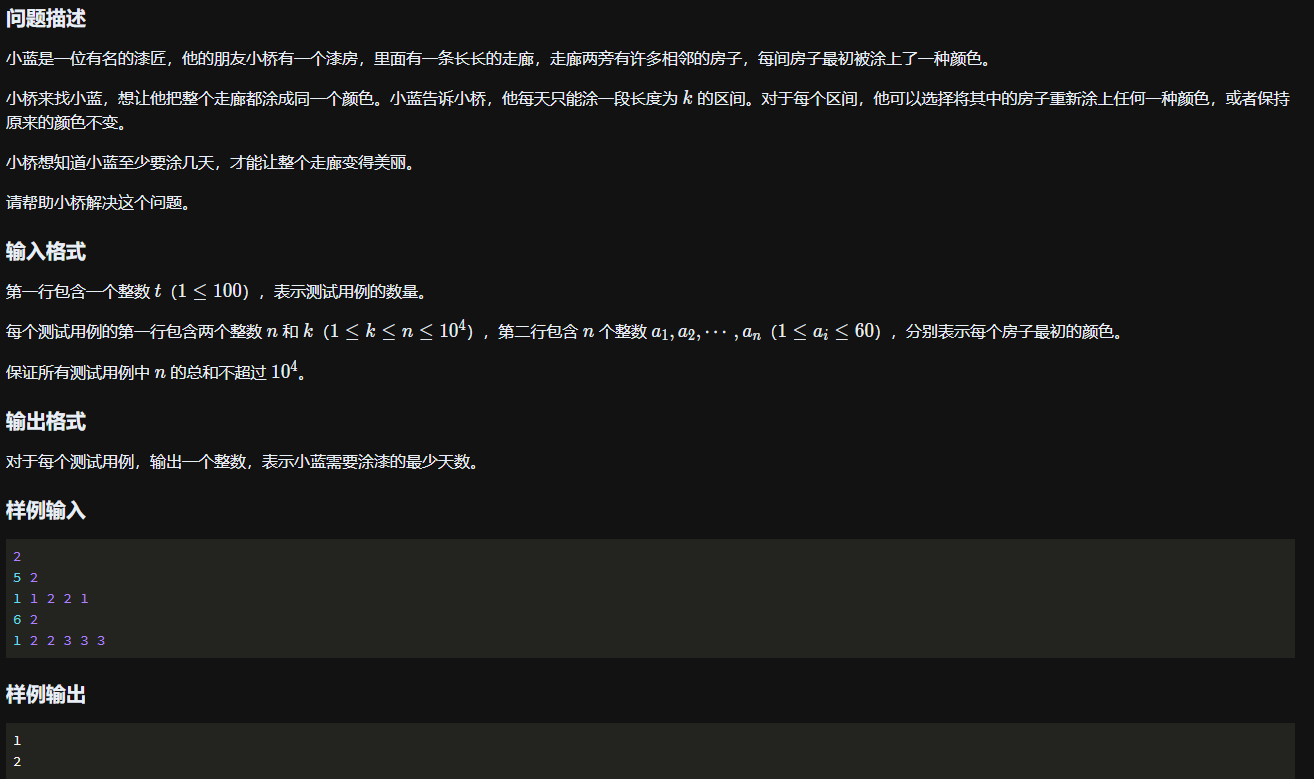 问题描述
小蓝是一位有名的漆匠，他的朋友小桥有一个漆房，里面有一条长长的走廊，走廊两旁有许多相邻的房子，每间房子最初被涂上了一种颜色。
小桥来找小蓝，想让他把整个走廊都涂成同一个颜色。小蓝告诉小桥，他每天只能涂一段长度为 k 的区间。对于每个区间，他可以选择将其中的房子重新涂上任何一种颜色，或者保持
原来的颜色不变。
小桥想知道小蓝至少要涂几天，才能让整个走廊变得美丽。
请帮助小桥解决这个问题。
输入格式
第一行包含一个整数 t（1 ≤ 100），表示测试用例的数量。
每个测试用例的第一行包含两个整数 n 和 k（1 ≤ k ≤ n ≤ 10^4），第二行包含 n 个整数 a_1, a_2, ⋯, a_n（1 ≤ a_i ≤ 60），分别表示每个房子最初的颜色。
保证所有测试用例中 n 的总和不超过 10^4。
输出格式
对于每个测试用例，输出一个整数，表示小蓝需要涂漆的最少天数。
样例输入
2
5 2
1 1 2 2 1
6 2
1 2 2 3 3 3
样例输出
1
2